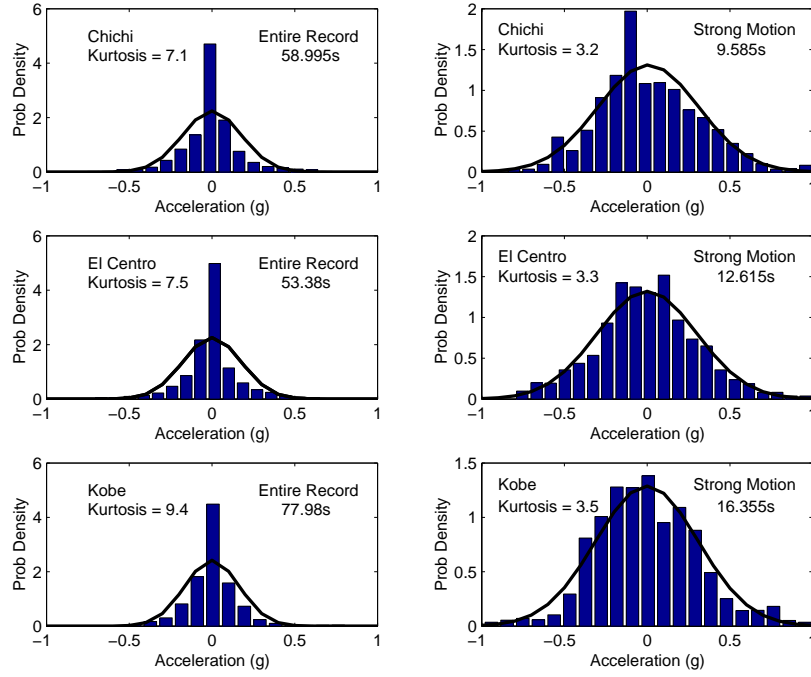 6
4
2
0
Prob Density
Chichi
Kurtosis = 7.1
Entire Record
58.995s
−1 −0.5 0 0.5 1
Acceleration (g)
2
1.5
1
0.5
0
Prob Density
Chichi
Kurtosis = 3.2
Strong Motion
9.585s
−1 −0.5 0 0.5 1
Acceleration (g)
6
4
2
0
Prob Density
El Centro
Kurtosis = 7.5
Entire Record
53.38s
−1 −0.5 0 0.5 1
Acceleration (g)
2
1.5
1
0.5
0
Prob Density
El Centro
Kurtosis = 3.3
Strong Motion
12.615s
−1 −0.5 0 0.5 1
Acceleration (g)
6
4
2
0
Prob Density
Kobe
Kurtosis = 9.4
Entire Record
77.98s
−1 −0.5 0 0.5 1
Acceleration (g)
1.5
1
0.5
0
Prob Density
Kobe
Kurtosis = 3.5
Strong Motion
16.355s
−1 −0.5 0 0.5 1
Acceleration (g)